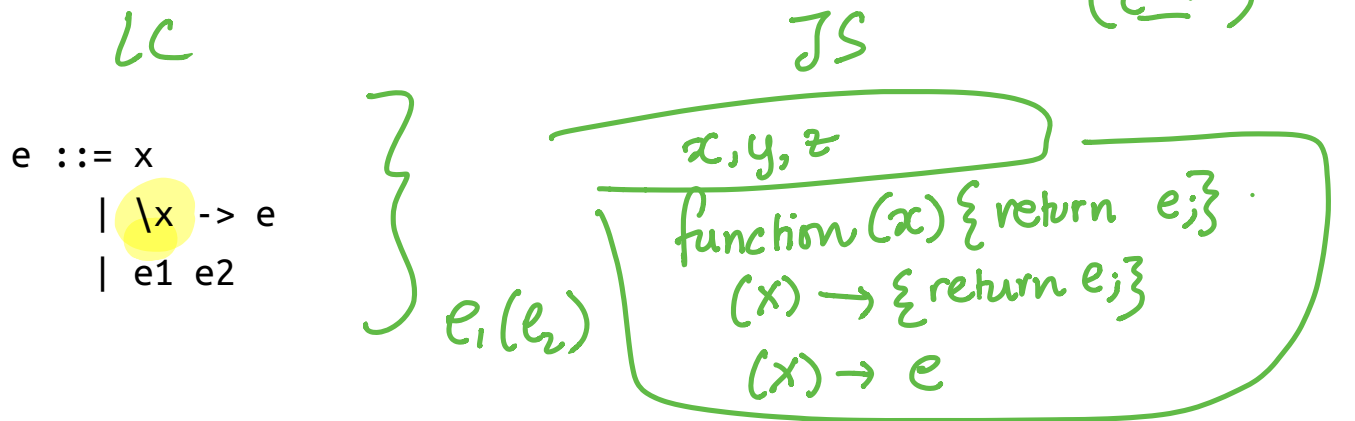 LC
JS
e ::= x
| \x -> e
| e1 e2
x, y, z
function (x) { return e;}
(x) → { return e;}
(x) → e
e1 (e2)